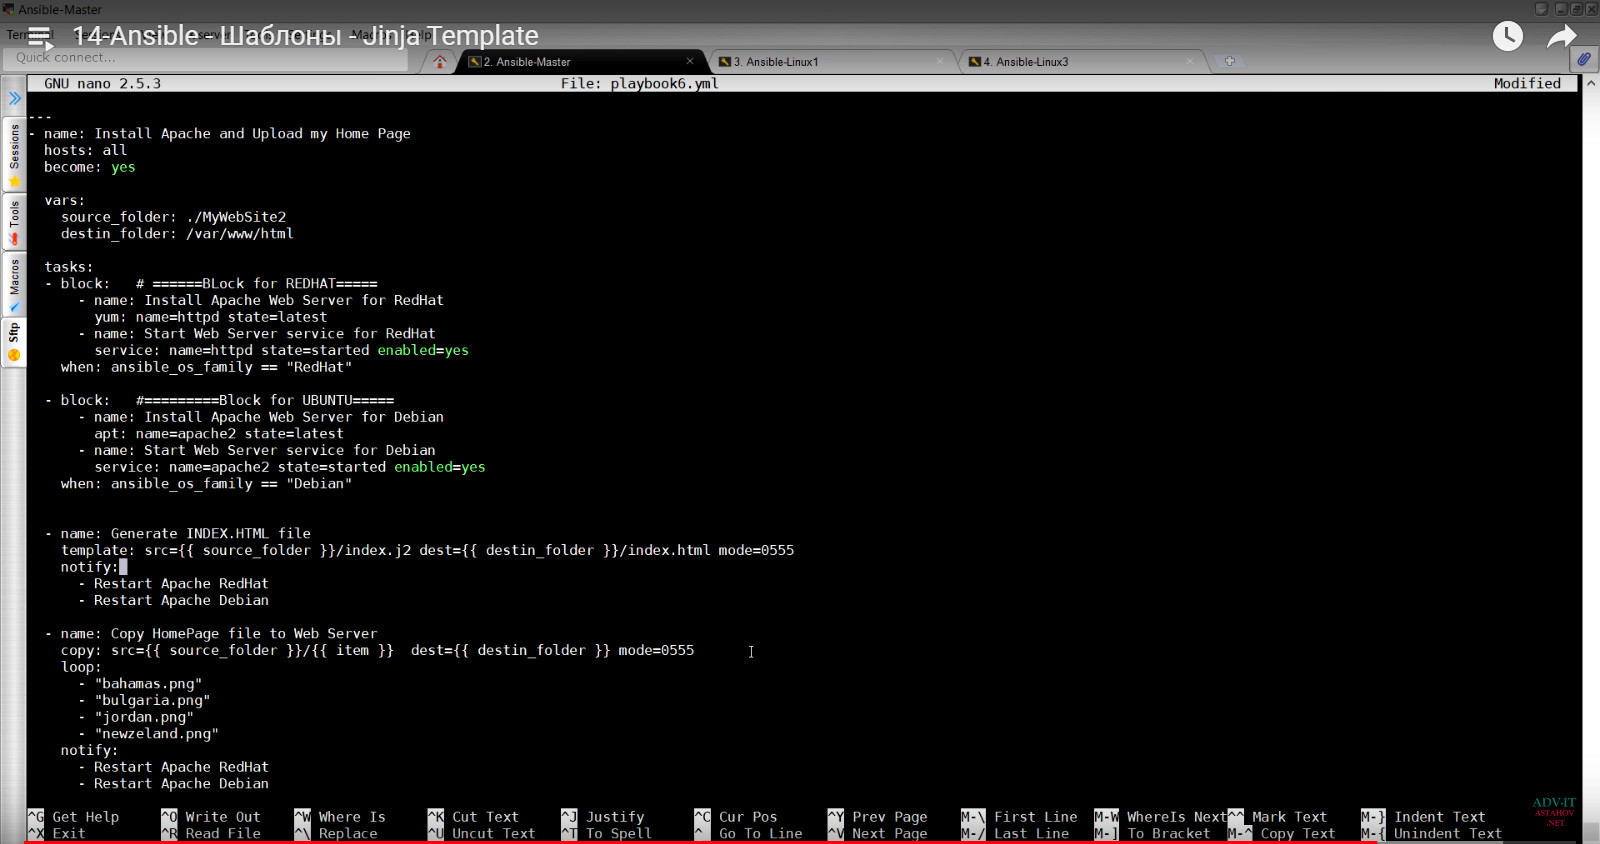 Ansible-Master
14-Ansible - Шаблоны - Jinja Template
Quick connect...
2. Ansible-Master
3. Ansible-Linux1
4. Ansible-Linux3
GNU nano 2.5.3 File: playbook6.yml Modified
Sessions
Tools
Macros
Sftp
---
- name: Install Apache and Upload my Home Page
  hosts: all
  become: yes
  vars:
    source_folder: ./MyWebSite2
    destin_folder: /var/www/html
  tasks:
  - block:   # ======BLock for REDHAT=====
      - name: Install Apache Web Server for RedHat
        yum: name=httpd state=latest
      - name: Start Web Server service for RedHat
        service: name=httpd state=started enabled=yes
    when: ansible_os_family == "RedHat"
  - block:   #=========Block for UBUNTU=====
      - name: Install Apache Web Server for Debian
        apt: name=apache2 state=latest
      - name: Start Web Server service for Debian
        service: name=apache2 state=started enabled=yes
    when: ansible_os_family == "Debian"
  - name: Generate INDEX.HTML file
    template: src={{ source_folder }}/index.j2 dest={{ destin_folder }}/index.html mode=0555
    notify:
      - Restart Apache RedHat
      - Restart Apache Debian
  - name: Copy HomePage file to Web Server
    copy: src={{ source_folder }}/{{ item }}  dest={{ destin_folder }} mode=0555
    loop:
      - "bahamas.png"
      - "bulgaria.png"
      - "jordan.png"
      - "newzeland.png"
    notify:
      - Restart Apache RedHat
      - Restart Apache Debian
^G Get Help ^O Write Out ^W Where Is ^K Cut Text ^J Justify ^C Cur Pos ^Y Prev Page M-\ First Line M-W WhereIs Next ^^ Mark Text M-} Indent Text
^X Exit ^R Read File ^\ Replace ^U Uncut Text ^T To Spell ^_ Go To Line ^V Next Page M-/ Last Line M-] To Bracket M-^ Copy Text M-{ Unindent Text
ADV-IT
ASTAHOV
.NET